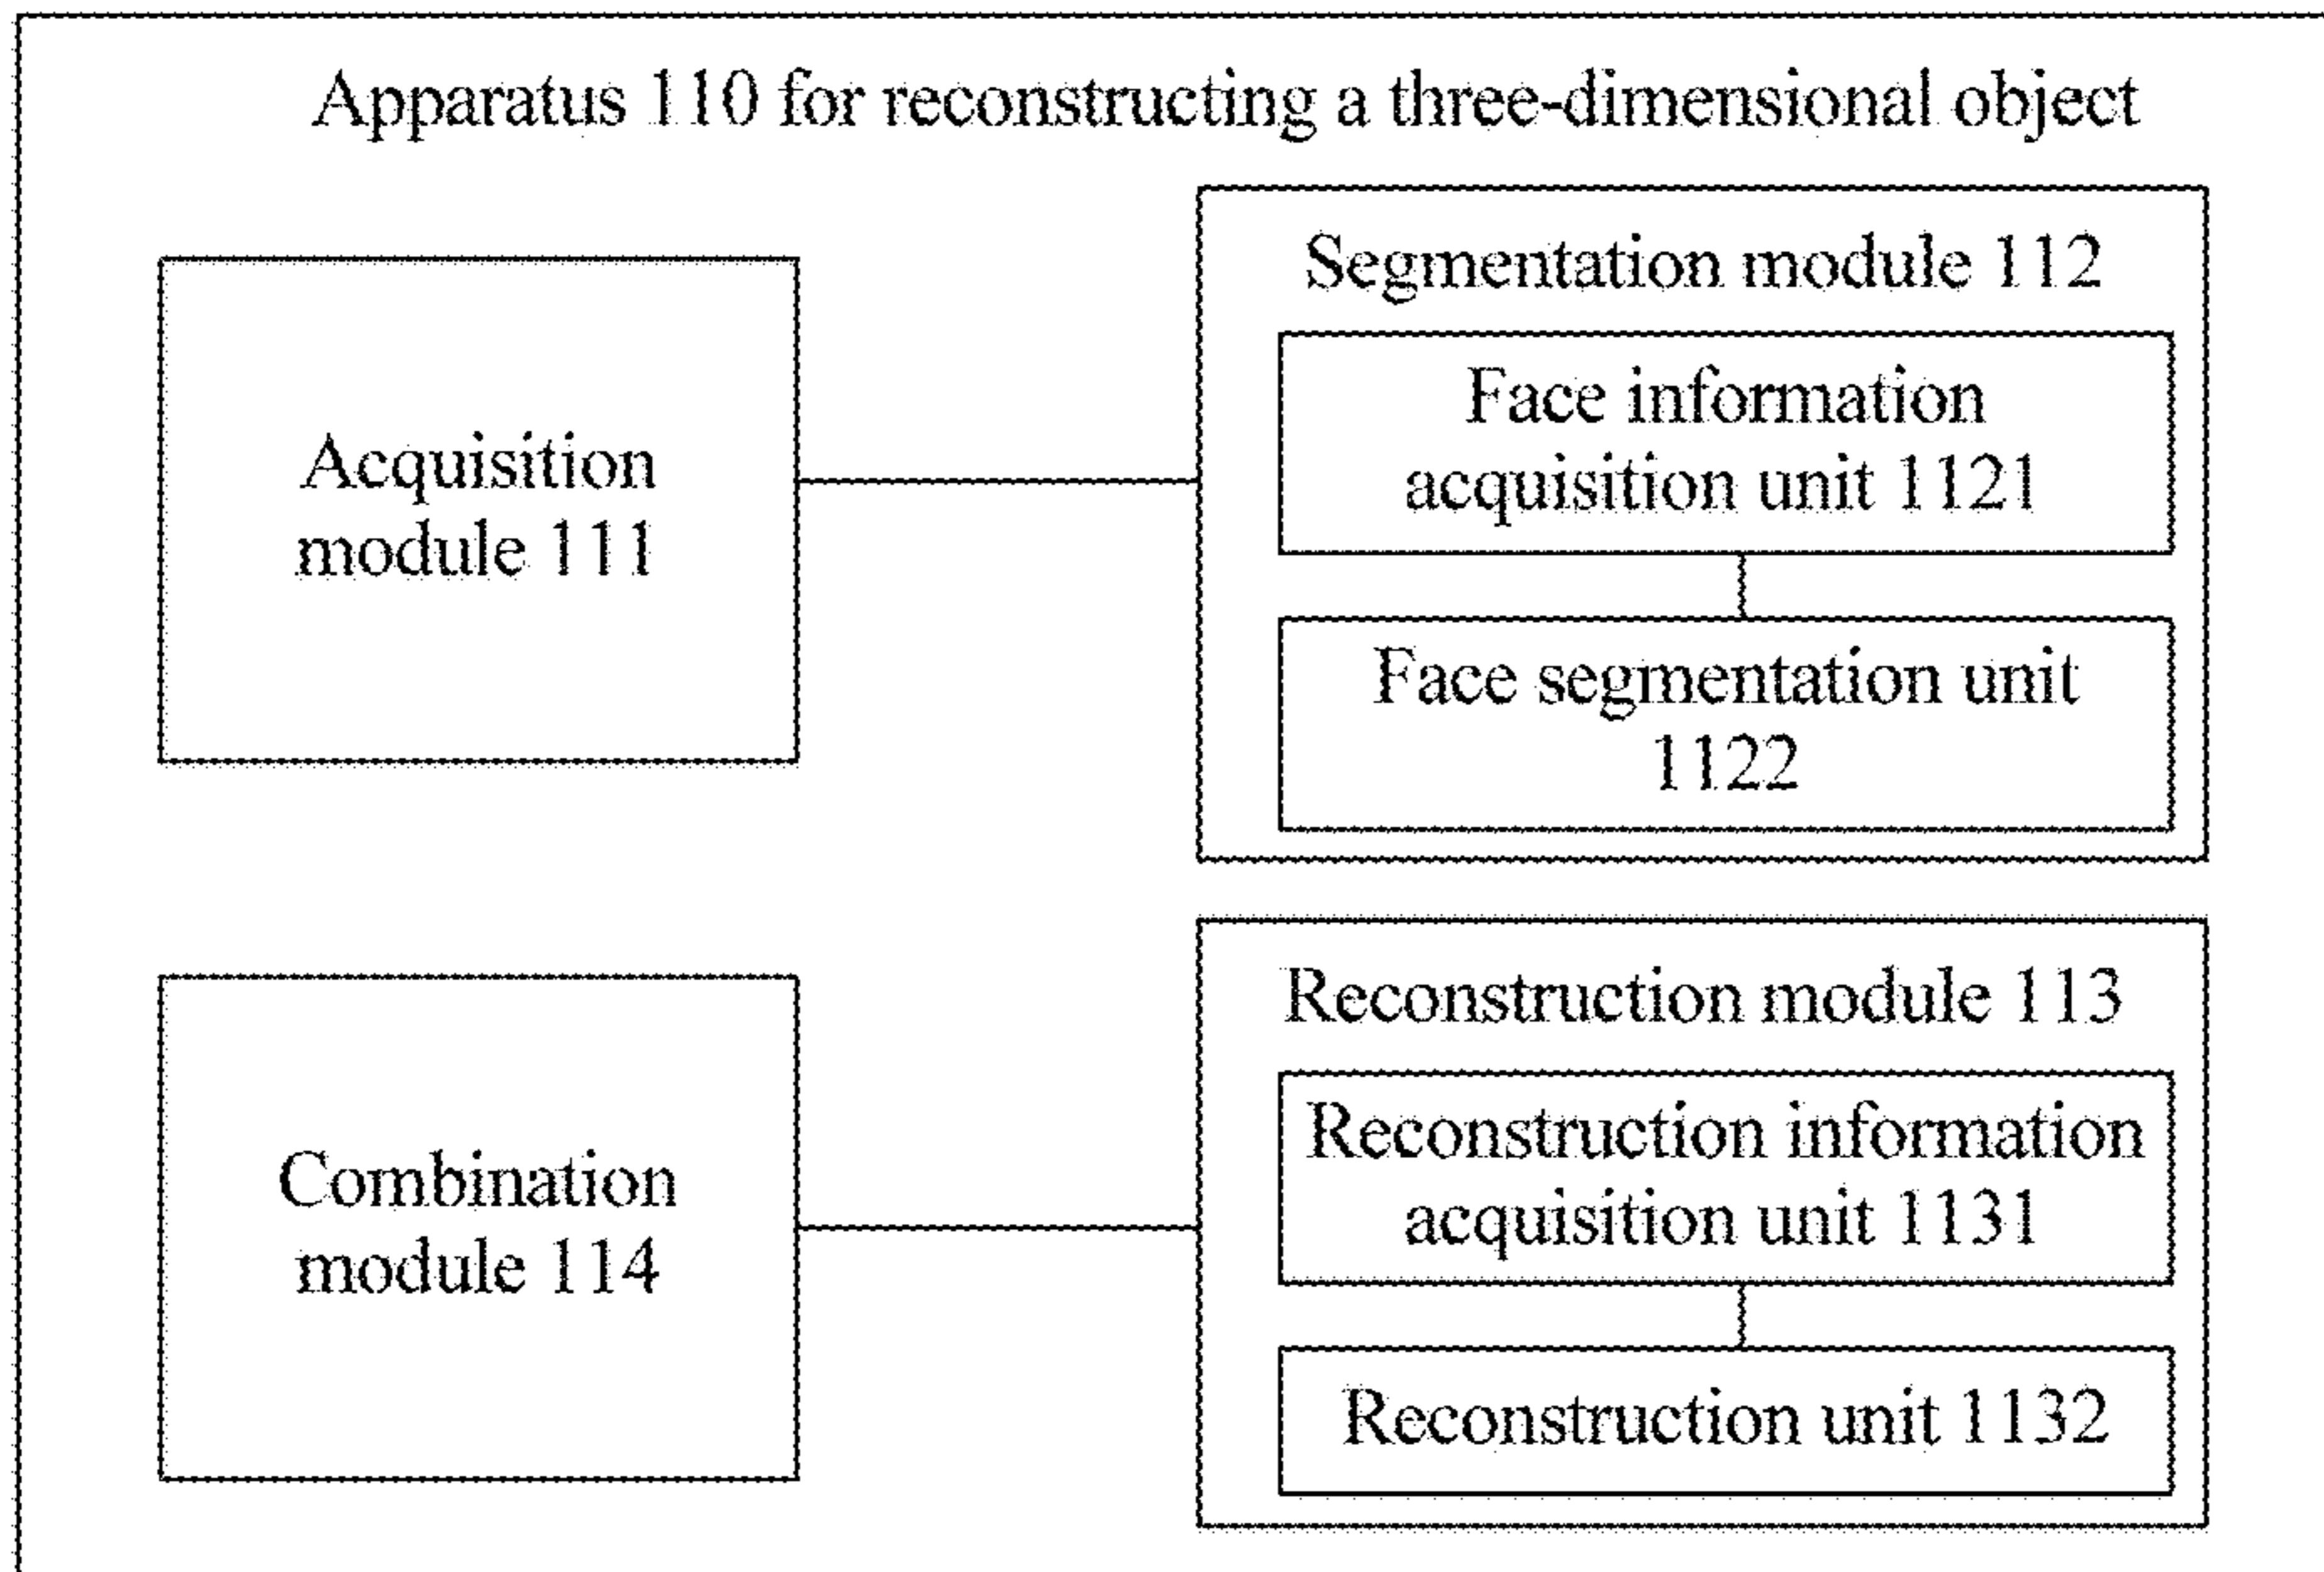 Apparatus 110 for reconstructing a three-dimensional object
Acquisition
module 111
Segmentation module 112
Face information
acquisition unit 1121
Face segmentation unit
1122
Combination
module 114
Reconstruction module 113
Reconstruction information
acquisition unit 1131
Reconstruction unit 1132